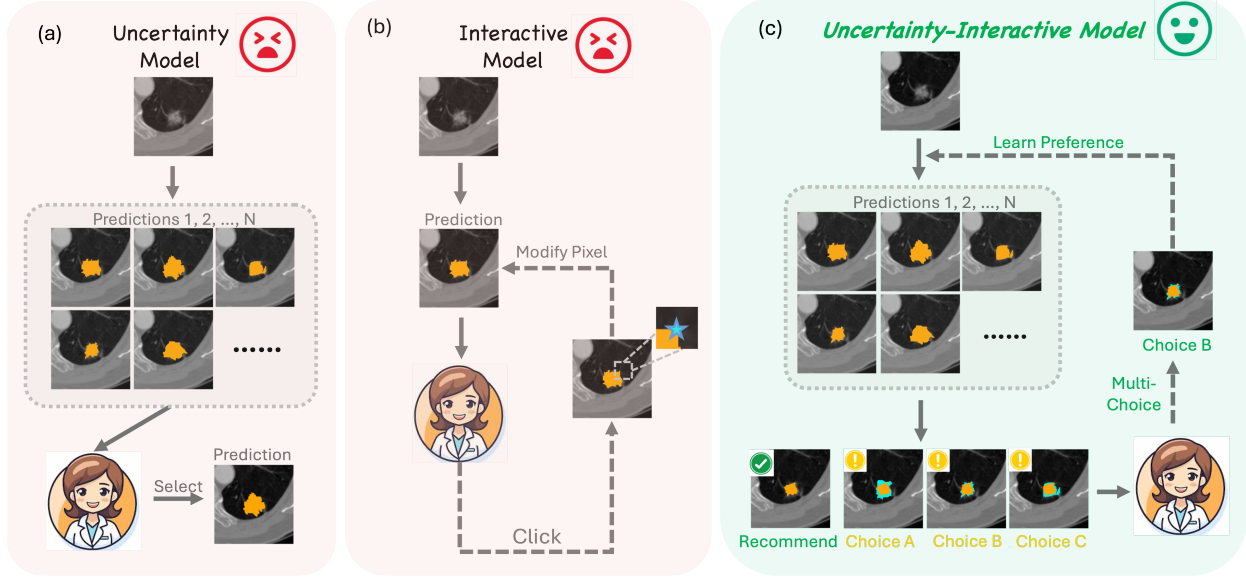 (a)
Uncertainty
Model
Predictions 1, 2, ..., N
......
Select
Prediction
(b)
Interactive
Model
Prediction
Modify Pixel
Click
(c)
Uncertainty-Interactive Model
Learn Preference
Predictions 1, 2, ..., N
......
Choice B
Multi-
Choice
Recommend
Choice A
Choice B
Choice C